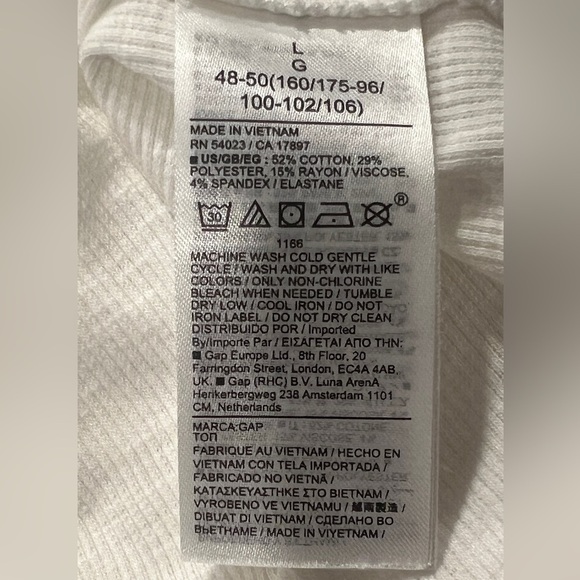 L
G
48-50(160/175-96/
100-102/106)
MADE IN VIETNAM
RN 54023 / CA 17897
■ US/GB/EG : 52% COTTON, 29%
POLYESTER, 15% RAYON / VISCOSE,
4% SPANDEX / ELASTANE
30
®
1166
MACHINE WASH COLD GENTLE
CYCLE / WASH AND DRY WITH LIKE
COLORS / ONLY NON-CHLORINE
BLEACH WHEN NEEDED / TUMBLE
DRY LOW / COOL IRON / DO NOT
IRON LABEL / DO NOT DRY CLEAN
DISTRIBUIDO POR / Imported
By/Importe Par / ΕΙΣΑΓΕΤΑΙ ΑΠΟ ΤΗΝ:
■ Gap Europe Ltd., 8th Floor, 20
Farringdon Street, London, EC4A 4AB,
UK. ■ Gap (RHC) B.V. Luna ArenA
Herikerbergweg 238 Amsterdam 1101
CM, Netherlands
MARCA:GAP
ТОП
FABRIQUE AU VIETNAM / HECHO EN
VIETNAM CON TELA IMPORTADA /
FABRICADO NO VIETNÃ /
ΚΑΤΑΣΚΕΥΑΣΤΗΚΕ ΣΤΟ ΒΙΕΤΝΑΜ /
VYROBENO VE VIETNAMU / 越南製造 /
DIBUAT DI VIETNAM / СДЕЛАНО ВО
ВЬЕТНАМЕ / MADE IN VIETNAM /